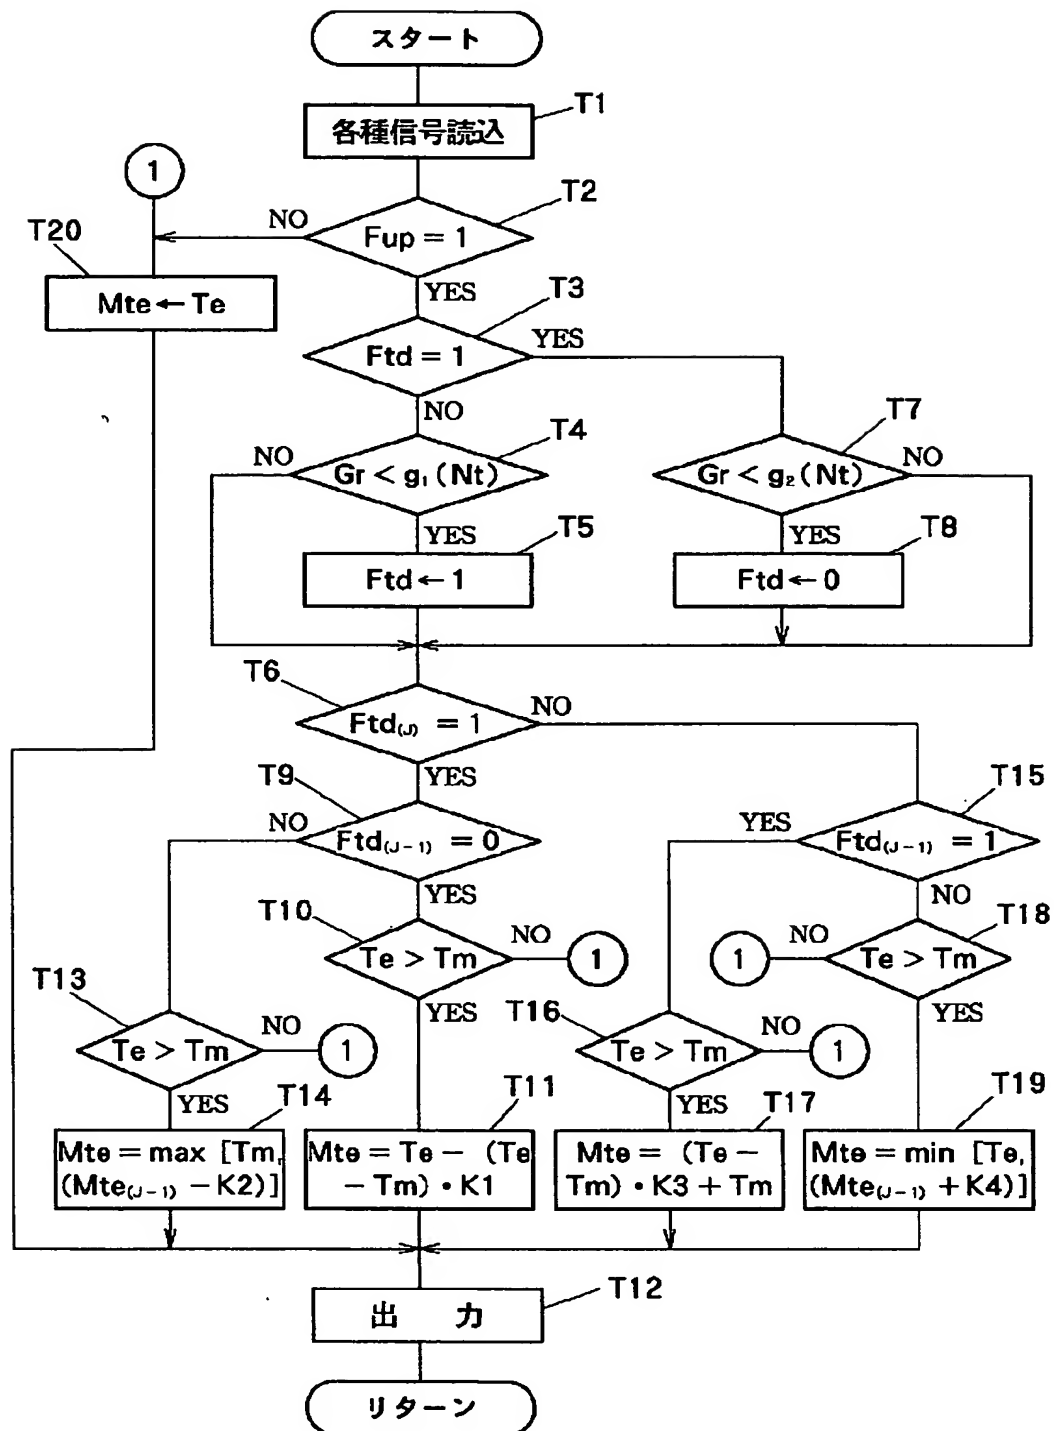 スタート
T1
各種信号読込
1
T2
NO
Fup = 1
T20
YES
Mte ← Te
T3
YES
Ftd = 1
NO
T4
T7
NO
Gr < g₁ (Nt)
Gr < g₂ (Nt)
NO
YES
T5
YES
T8
Ftd ← 1
Ftd ← 0
T6
NO
Ftd(J) = 1
YES
T9
T15
NO
YES
Ftd(J-1) = 0
Ftd(J-1) = 1
YES
NO
T10
NO
T18
NO
Te > Tm
1
1
Te > Tm
T13
YES
T16
YES
NO
NO
Te > Tm
1
Te > Tm
1
YES
T14
T11
YES
T17
T19
Mte = max [Tm,
(Mte(J-1) - K2)]
Mte = Te - (Te
- Tm) • K1
Mte = (Te -
Tm) • K3 + Tm
Mte = min [Te,
(Mte(J-1) + K4)]
T12
出 力
リターン